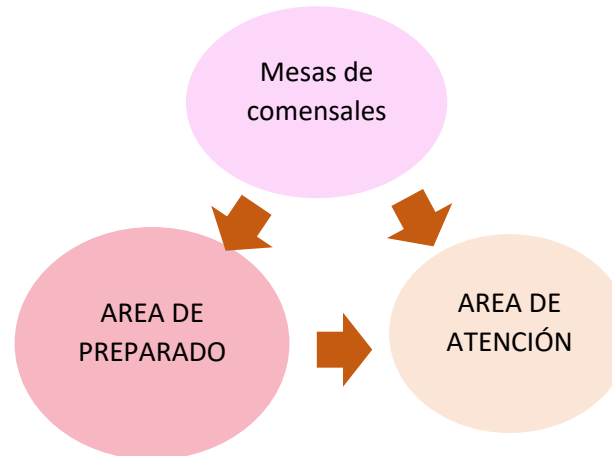 Mesas de
comensales
AREA DE
PREPARADO
AREA DE
ATENCIÓN